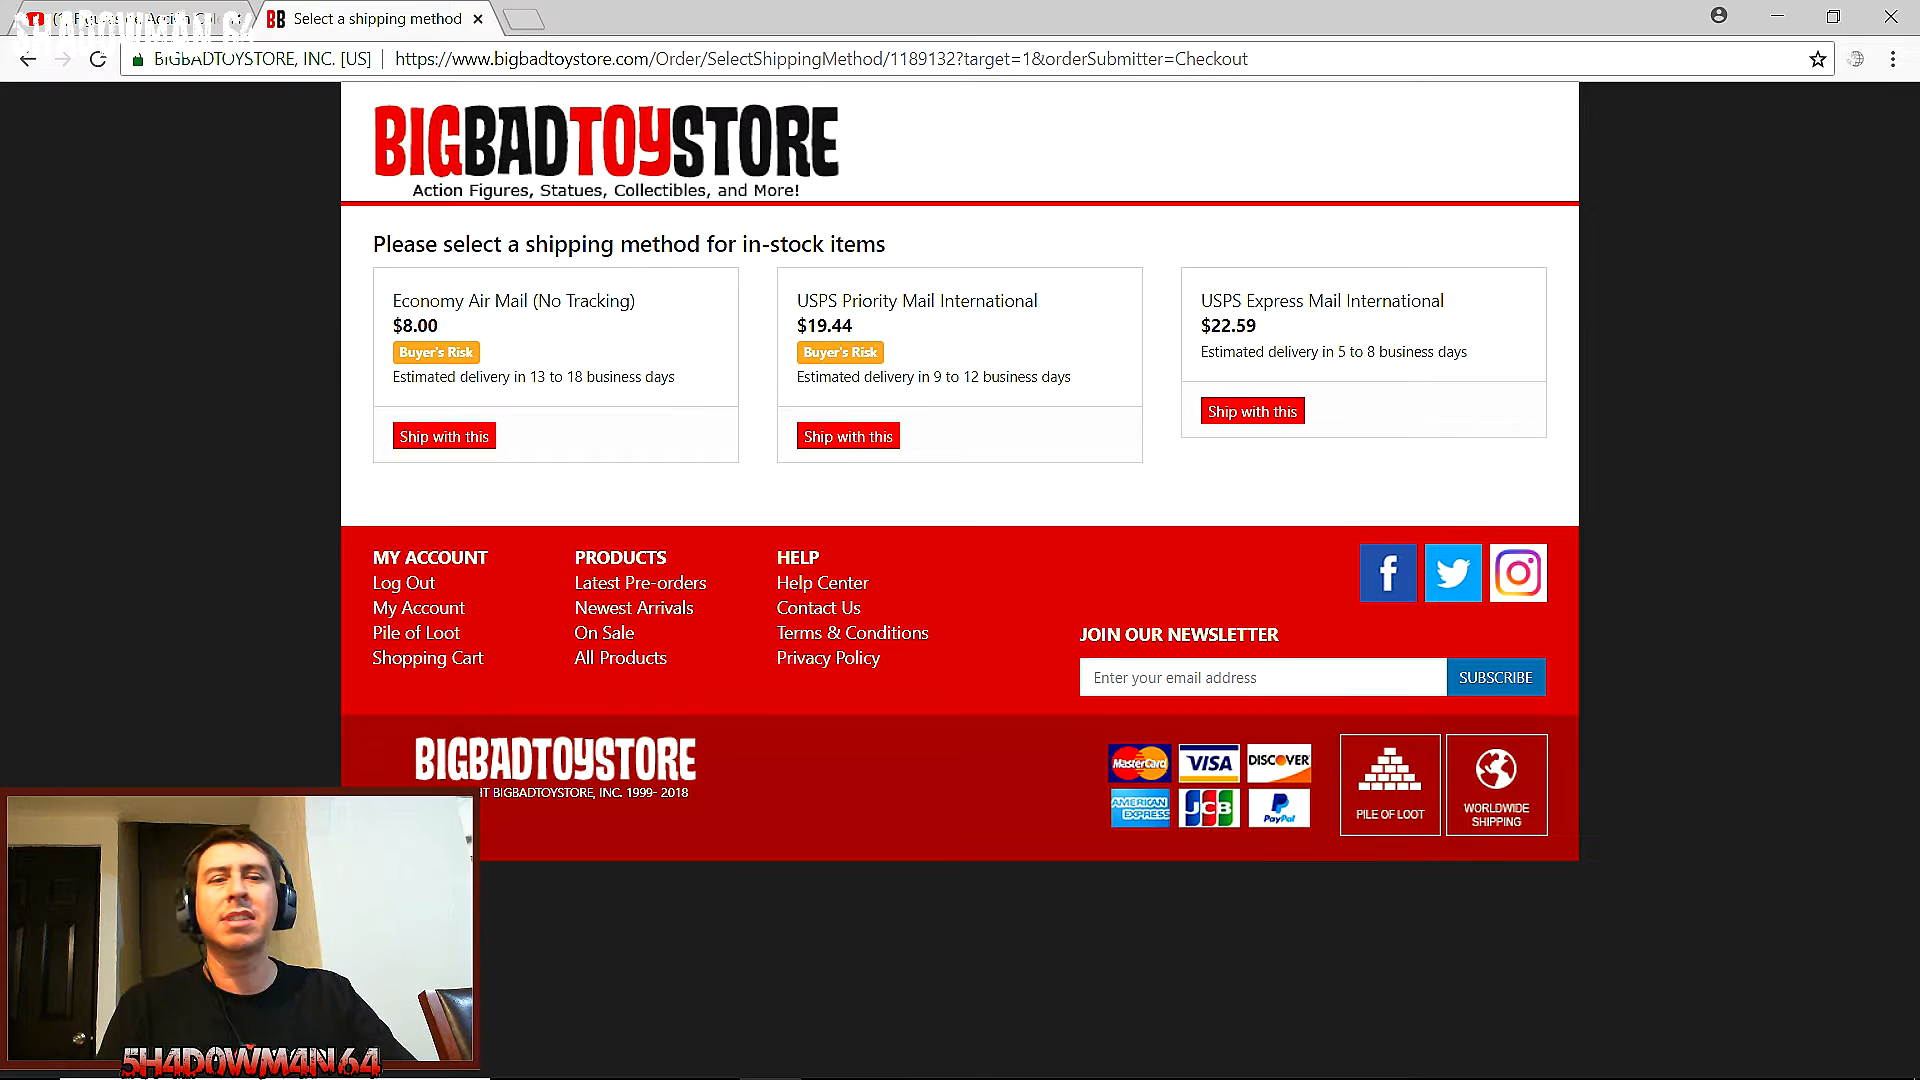 SHADOWMAN 64
Select a shipping method
BIGBADTOYSTORE, INC. [US]
https://www.bigbadtoystore.com/Order/SelectShippingMethod/1189132?target=1&orderSubmitter=Checkout
BIGBADTOYSTORE
Action Figures, Statues, Collectibles, and More!
Please select a shipping method for in-stock items
Economy Air Mail (No Tracking)
$8.00
Buyer's Risk
Estimated delivery in 13 to 18 business days
Ship with this
USPS Priority Mail International
$19.44
Buyer's Risk
Estimated delivery in 9 to 12 business days
Ship with this
USPS Express Mail International
$22.59
Estimated delivery in 5 to 8 business days
Ship with this
MY ACCOUNT
Log Out
My Account
Pile of Loot
Shopping Cart
PRODUCTS
Latest Pre-orders
Newest Arrivals
On Sale
All Products
HELP
Help Center
Contact Us
Terms & Conditions
Privacy Policy
JOIN OUR NEWSLETTER
Enter your email address
SUBSCRIBE
BIGBADTOYSTORE
BIGBADTOYSTORE, INC. 1999- 2018
MasterCard
VISA
DISCOVER
AMERICAN
EXPRESS
JCB
PayPal
PILE OF LOOT
WORLDWIDE
SHIPPING
5H4D0WM4N 64